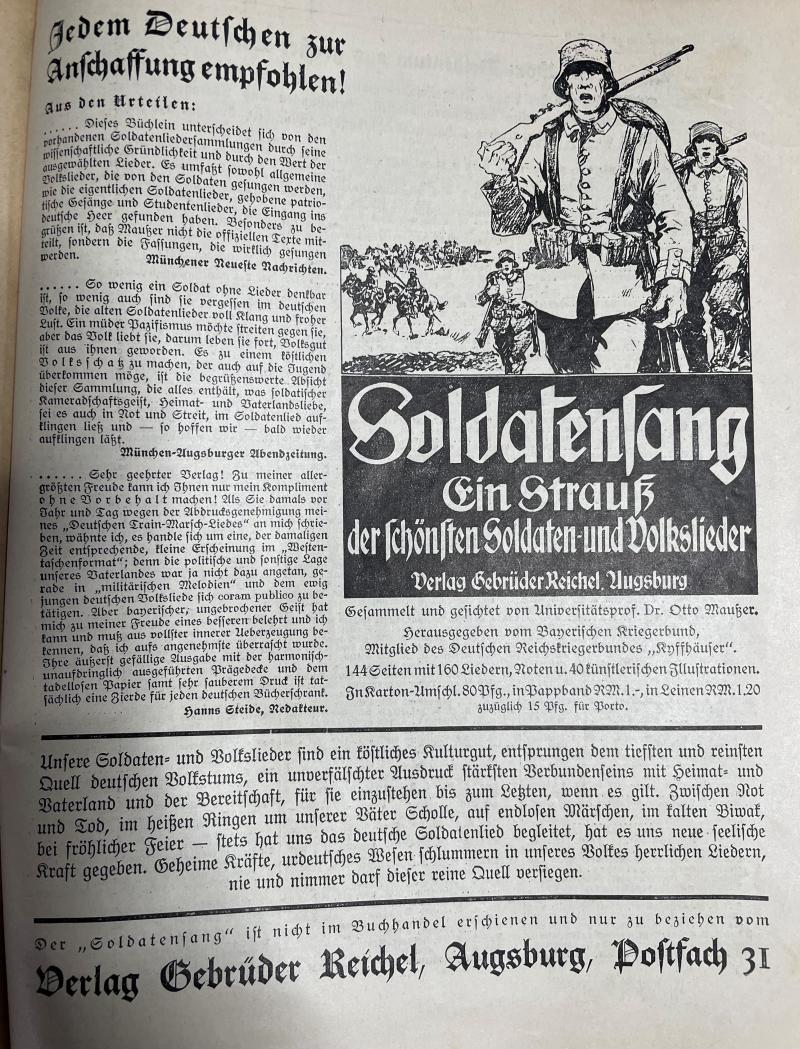 Jedem Deutschen zur
Anschaffung empfohlen!
Aus den Urteilen:
...... Dieses Büchlein unterscheidet sich von den
vorhandenen Soldatenliedersammlungen durch seine
wissenschaftliche Gründlichkeit und durch den Wert der
ausgewählten Lieder. Es umfaßt sowohl allgemeine
Volkslieder, die von den Soldaten gesungen werden,
wie die eigentlichen Soldatenlieder, gehobene patrio-
tische Gesänge und Studentenlieder, die Eingang ins
deutsche Heer gefunden haben. Besonders zu be-
grüßen ist, daß Maußer nicht die offiziellen Texte mit-
teilt, sondern die Fassungen, die wirklich gesungen
werden.
Münchener Neueste Nachrichten.
...... So wenig ein Soldat ohne Lieder denkbar
ist, so wenig auch sind sie vergessen im deutschen
Volke, die alten Soldatenlieder voll Klang und froher
Lust. Ein müder Pazifismus möchte streiten gegen sie,
aber das Volk liebt sie, darum leben sie fort, Volksgut
ist aus ihnen geworden. Es zu einem köstlichen
Volksschatz zu machen, der auch auf die Jugend
überkommen möge, ist die begrüßenswerte Absicht
dieser Sammlung, die alles enthält, was soldatischer
Kameradschaftsgeist, Heimat- und Vaterlandsliebe,
sei es auch in Not und Streit, im Soldatenlied auf-
klingen ließ und — so hoffen wir — bald wieder
aufklingen läßt.
München-Augsburger Abendzeitung.
...... Sehr geehrter Verlag! Zu meiner aller-
größten Freude kann ich Ihnen nur mein Kompliment
ohne Vorbehalt machen! Als Sie damals vor
Jahr und Tag wegen der Abdrucksgenehmigung mei-
nes „Deutschen Train-Marsch-Liedes" an mich schrie-
ben, wähnte ich, es handle sich um eine, der damaligen
Zeit entsprechende, kleine Erscheinung im „Westen-
taschenformat"; denn die politische und sonstige Lage
unseres Vaterlandes war ja nicht dazu angetan, ge-
rade in „militärischen Melodien" und dem ewig
jungen deutschen Volksliede sich coram publico zu be-
tätigen. Aber bayerischer, ungebrochener Geist hat
mich zu meiner Freude eines besseren belehrt und ich
kann und muß aus vollster innerer Ueberzeugung be-
kennen, daß ich aufs angenehmste überrascht wurde.
Ihre äußerst gefällige Ausgabe mit der harmonisch-
unaufdringlich ausgeführten Prägedecke und dem
tadellosen Papier samt sehr sauberem Druck ist tat-
sächlich eine Zierde für jeden deutschen Bücherschrank.
Hanns Steide, Redakteur.
Soldatensang
Ein Strauß
der schönsten Soldaten- und Volkslieder
Verlag Gebrüder Reichel, Augsburg
Gesammelt und gesichtet von Universitätsprof. Dr. Otto Maußer.
Herausgegeben vom Bayerischen Kriegerbund,
Mitglied des Deutschen Reichskriegerbundes „Kyffhäuser".
144 Seiten mit 160 Liedern, Noten u. 40 künstlerischen Illustrationen.
In Karton-Umschl. 80 Pfg., in Pappband RM. 1.-, in Leinen RM. 1.20
zuzüglich 15 Pfg. für Porto.
Unsere Soldaten- und Volkslieder sind ein köstliches Kulturgut, entsprungen dem tiefsten und reinsten
Quell deutschen Volkstums, ein unverfälschter Ausdruck stärksten Verbundenseins mit Heimat- und
Vaterland und der Bereitschaft, für sie einzustehen bis zum Letzten, wenn es gilt. Zwischen Not
und Tod, im heißen Ringen um unserer Väter Scholle, auf endlosen Märschen, im kalten Biwak,
bei fröhlicher Feier — stets hat uns das deutsche Soldatenlied begleitet, hat es uns neue seelische
Kraft gegeben. Geheime Kräfte, urdeutsches Wesen schlummern in unseres Volkes herrlichen Liedern,
nie und nimmer darf dieser reine Quell versiegen.
Der „Soldatensang" ist nicht im Buchhandel erschienen und nur zu beziehen vom
Verlag Gebrüder Reichel, Augsburg, Postfach 31